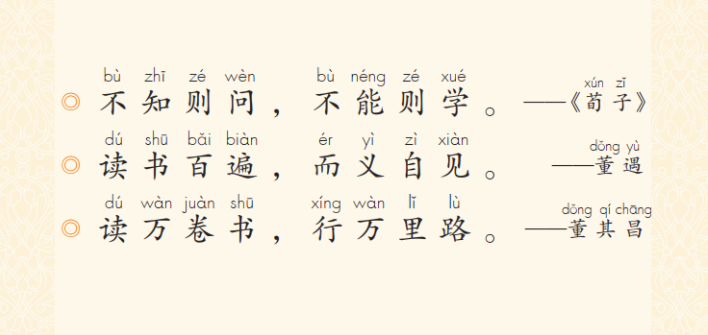 bù zhī zé wèn bù néng zé xué xún zǐ
◎ 不知则问，不能则学。 ——《荀子》
dú shū bǎi biàn ér yì zì xiàn dǒng yù
◎ 读书百遍，而义自见。 ——董遇
dú wàn juàn shū xíng wàn lǐ lù dǒng qí chāng
◎ 读万卷书，行万里路。 ——董其昌